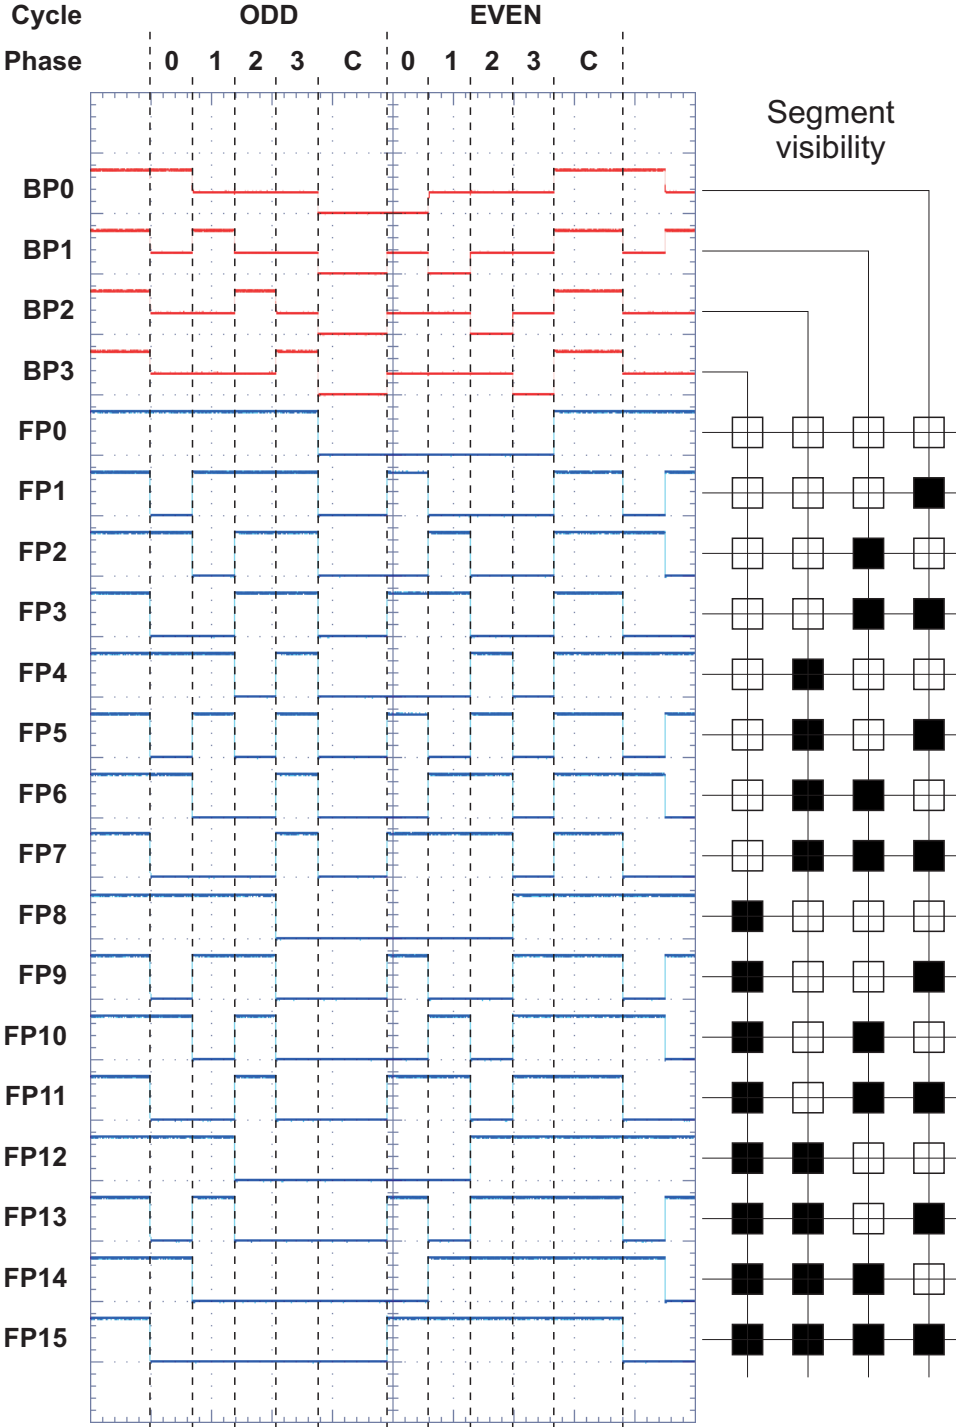 Cycle ODD EVEN
Phase 0 1 2 3 C 0 1 2 3 C
Segment
visibility
BP0
BP1
BP2
BP3
FP0
FP1
FP2
FP3
FP4
FP5
FP6
FP7
FP8
FP9
FP10
FP11
FP12
FP13
FP14
FP15